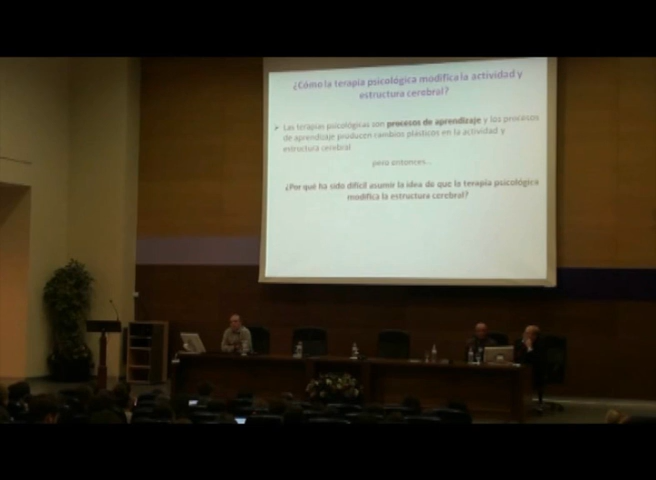 ¿Cómo la terapia psicológica modifica la actividad y
estructura cerebral?
➤ Las terapias psicológicas son procesos de aprendizaje y los procesos
de aprendizaje producen cambios plásticos en la actividad y
estructura cerebral
pero antonces...
¿Por qué ha sido difícil asumir la idea de que la terapia psicológica
modifica la estructura cerebral?